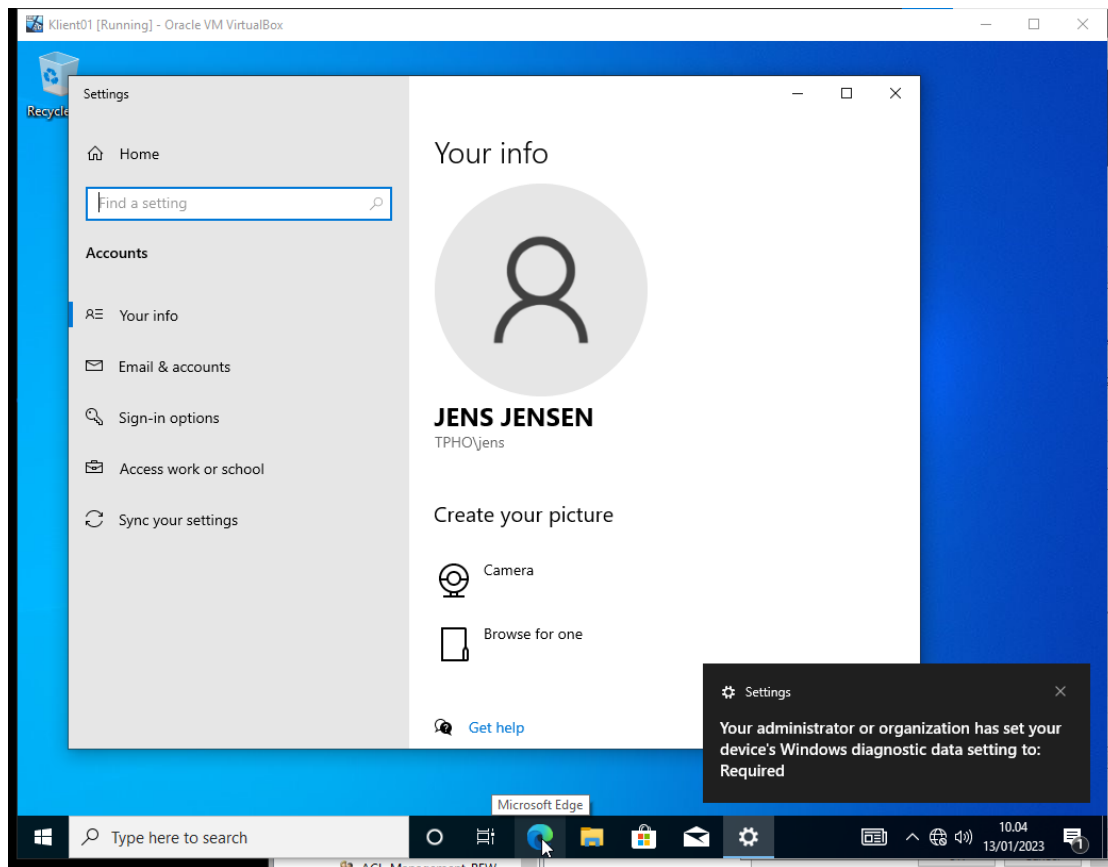 Klient01 [Running] - Oracle VM VirtualBox
Settings
Home
Find a setting
Accounts
Your info
Email & accounts
Sign-in options
Access work or school
Sync your settings
Your info
JENS JENSEN
TPHO\jens
Create your picture
Camera
Browse for one
Get help
Settings
Your administrator or organization has set your
device's Windows diagnostic data setting to:
Required
Microsoft Edge
Type here to search
10.04
13/01/2023
1